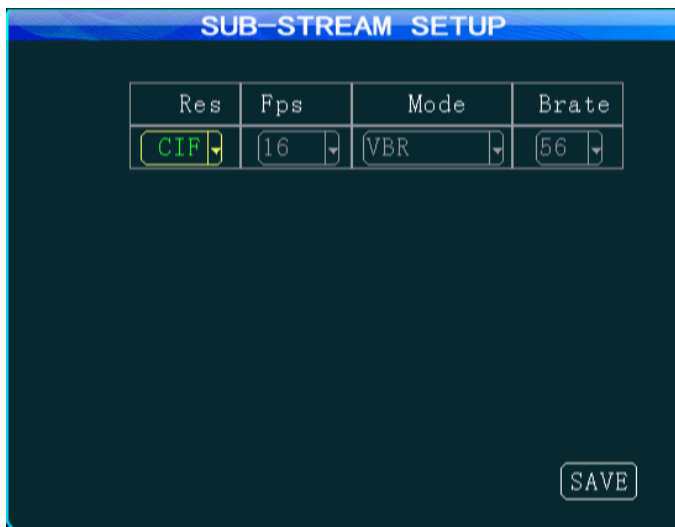 SUB-STREAM SETUP
Res Fps Mode Brate
CIF 16 VBR 56
SAVE